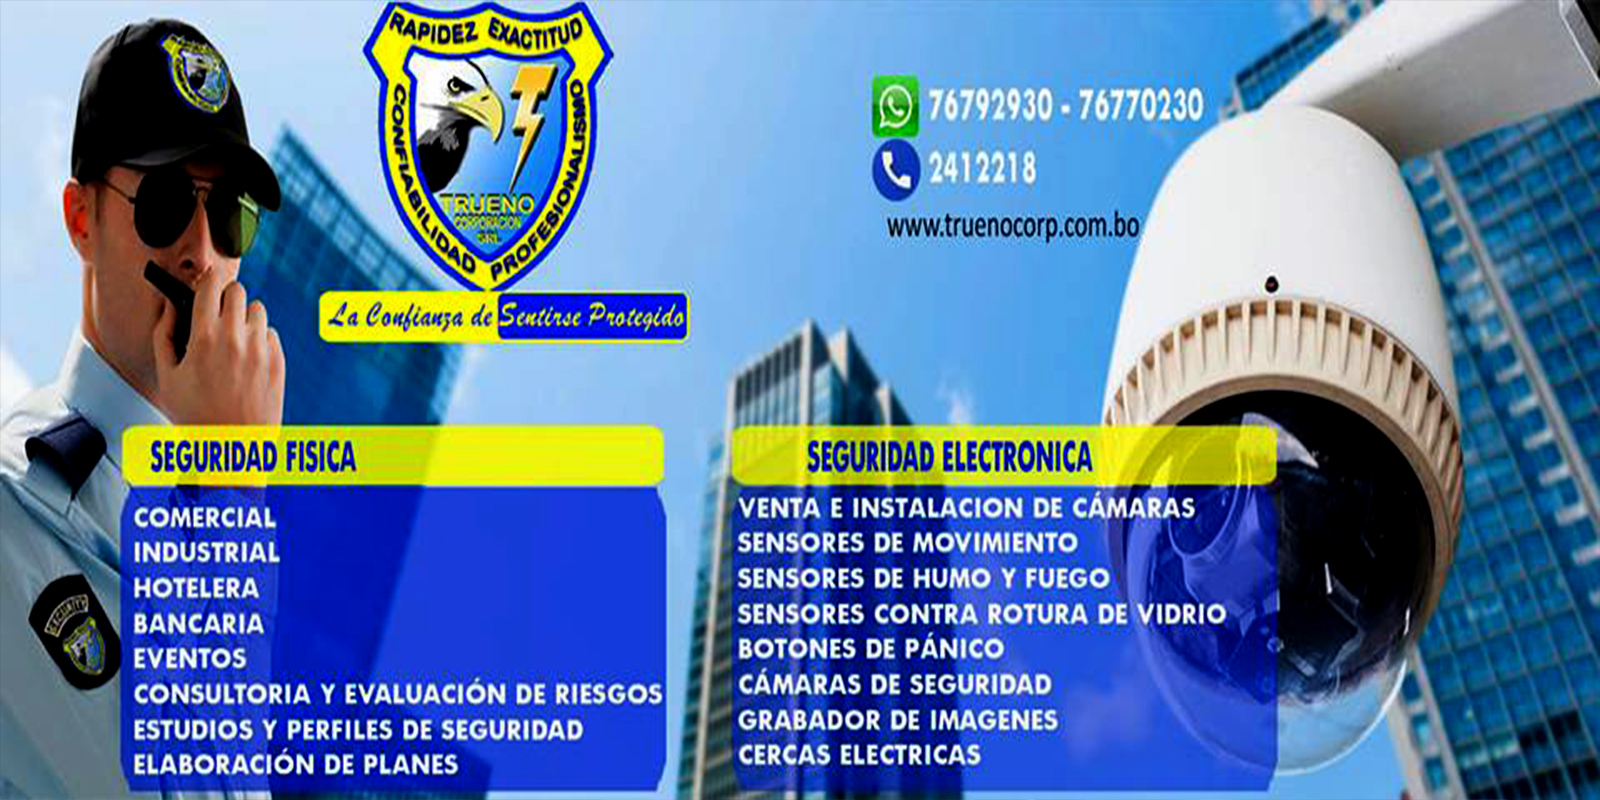 RAPIDEZ EXACTITUD
CONFIABILIDAD PROFESIONALISMO
TRUENO
CORPORACION
SRL
La Confianza de Sentirse Protegido
76792930 - 76770230
2412218
www.truenocorp.com.bo
SEGURIDAD FISICA
COMERCIAL
INDUSTRIAL
HOTELERA
BANCARIA
EVENTOS
CONSULTORIA Y EVALUACIÓN DE RIESGOS
ESTUDIOS Y PERFILES DE SEGURIDAD
ELABORACIÓN DE PLANES
SEGURIDAD ELECTRONICA
VENTA E INSTALACION DE CÁMARAS
SENSORES DE MOVIMIENTO
SENSORES DE HUMO Y FUEGO
SENSORES CONTRA ROTURA DE VIDRIO
BOTONES DE PÁNICO
CÁMARAS DE SEGURIDAD
GRABADOR DE IMAGENES
CERCAS ELECTRICAS
SECURITY